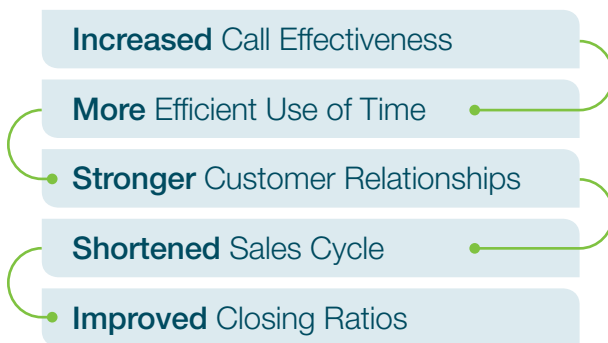 Increased Call Effectiveness
More Efficient Use of Time
Stronger Customer Relationships
Shortened Sales Cycle
Improved Closing Ratios